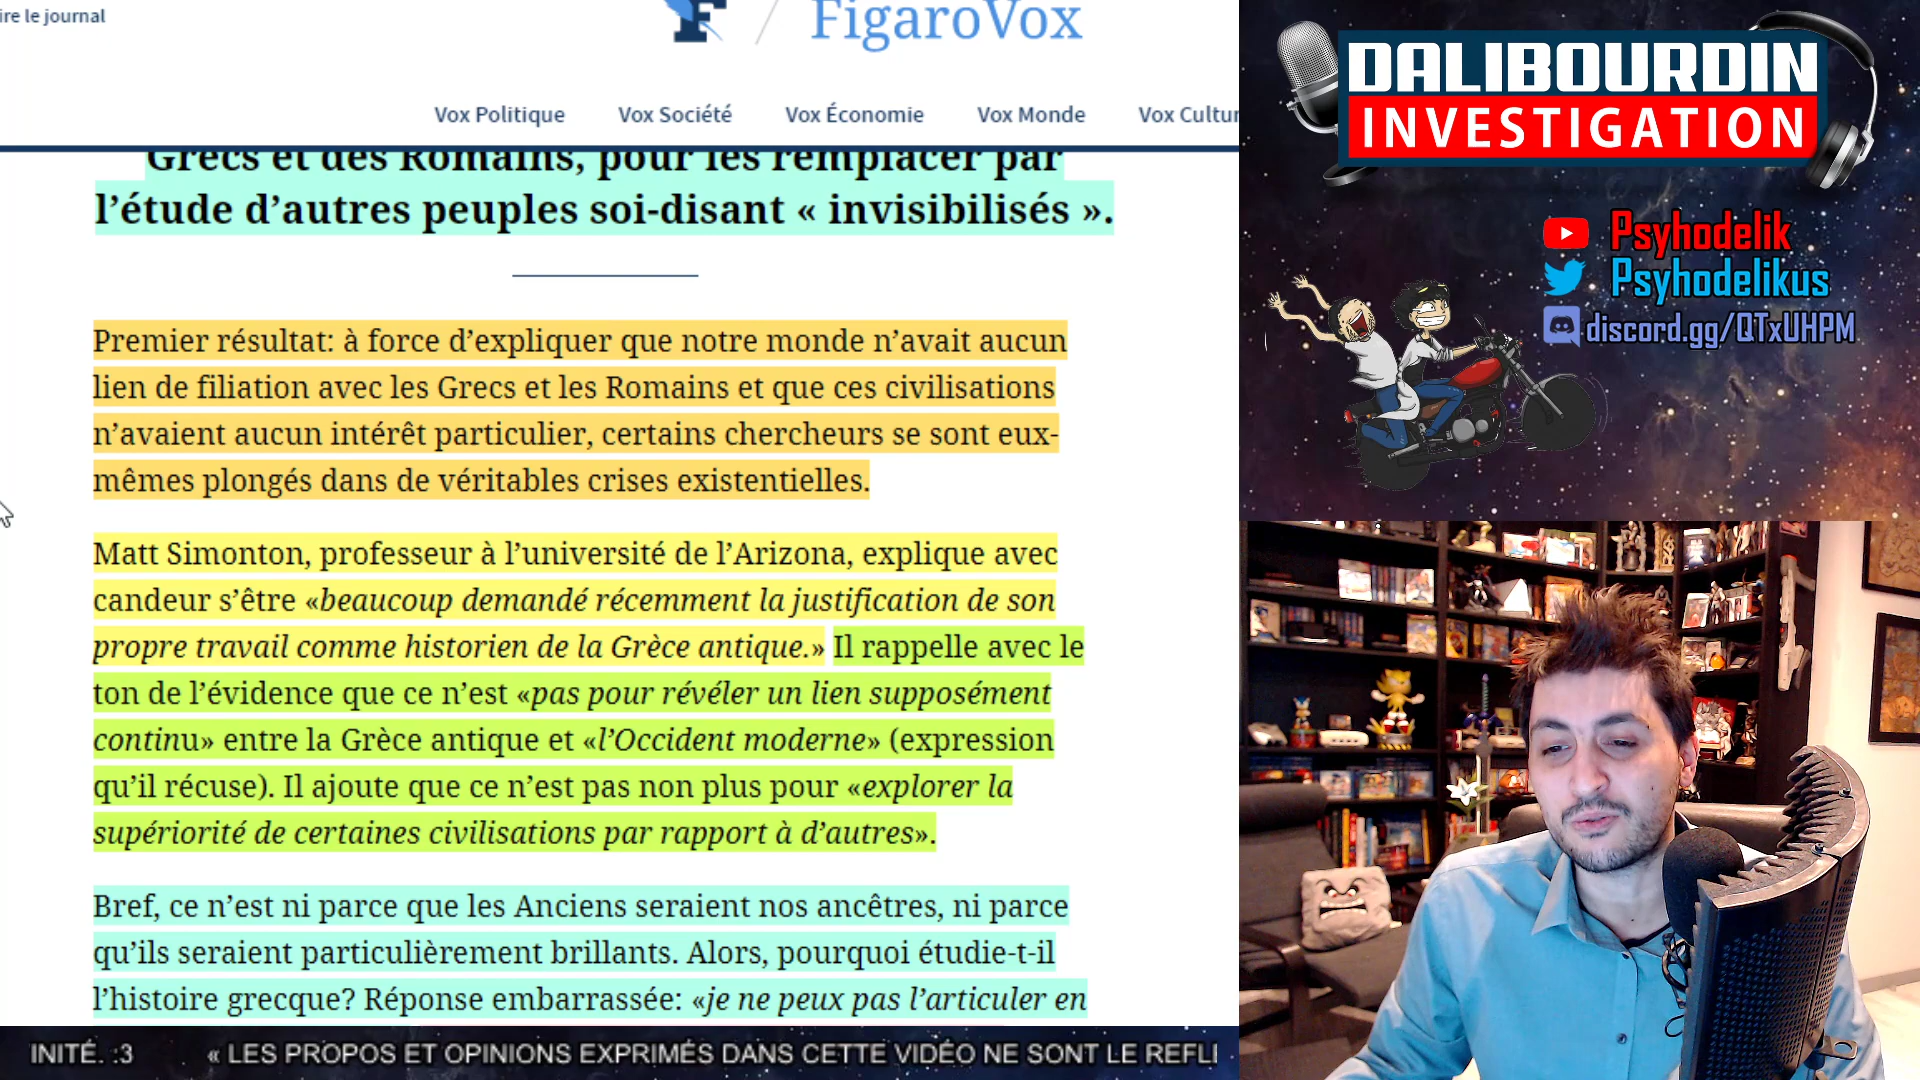 ire le journal
F / FigaroVox
Vox Politique Vox Société Vox Économie Vox Monde Vox Cultur
Grecs et des Romains, pour les remplacer par
l’étude d’autres peuples soi-disant « invisibilisés ».
Premier résultat: à force d’expliquer que notre monde n’avait aucun
lien de filiation avec les Grecs et les Romains et que ces civilisations
n’avaient aucun intérêt particulier, certains chercheurs se sont eux-
mêmes plongés dans de véritables crises existentielles.
Matt Simonton, professeur à l’université de l’Arizona, explique avec
candeur s’être «beaucoup demandé récemment la justification de son
propre travail comme historien de la Grèce antique.» Il rappelle avec le
ton de l’évidence que ce n’est «pas pour révéler un lien supposément
continu» entre la Grèce antique et «l’Occident moderne» (expression
qu’il récuse). Il ajoute que ce n’est pas non plus pour «explorer la
supériorité de certaines civilisations par rapport à d’autres».
Bref, ce n’est ni parce que les Anciens seraient nos ancêtres, ni parce
qu’ils seraient particulièrement brillants. Alors, pourquoi étudie-t-il
l’histoire grecque? Réponse embarrassée: «je ne peux pas l’articuler en
INITÉ. :3 « LES PROPOS ET OPINIONS EXPRIMÉS DANS CETTE VIDÉO NE SONT LE REFL
DALIBOURDIN
INVESTIGATION
Psyhodelik
Psyhodelikus
discord.gg/QTxUHPM